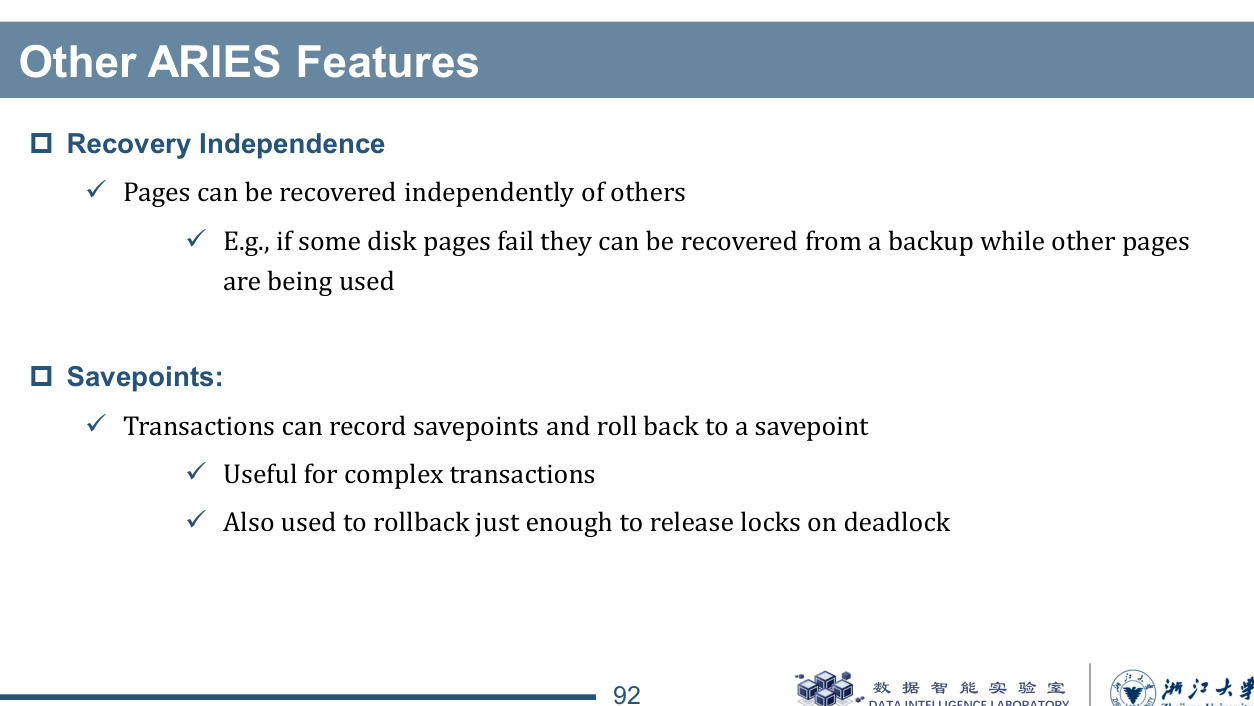 Other ARIES Features
Recovery Independence
Pages can be recovered independently of others
E.g., if some disk pages fail they can be recovered from a backup while other pages
are being used
Savepoints:
Transactions can record savepoints and roll back to a savepoint
Useful for complex transactions
Also used to rollback just enough to release locks on deadlock
92
数据智能实验室
DATA INTELLIGENCE LABORATORY
浙江大学
Zhejiang University